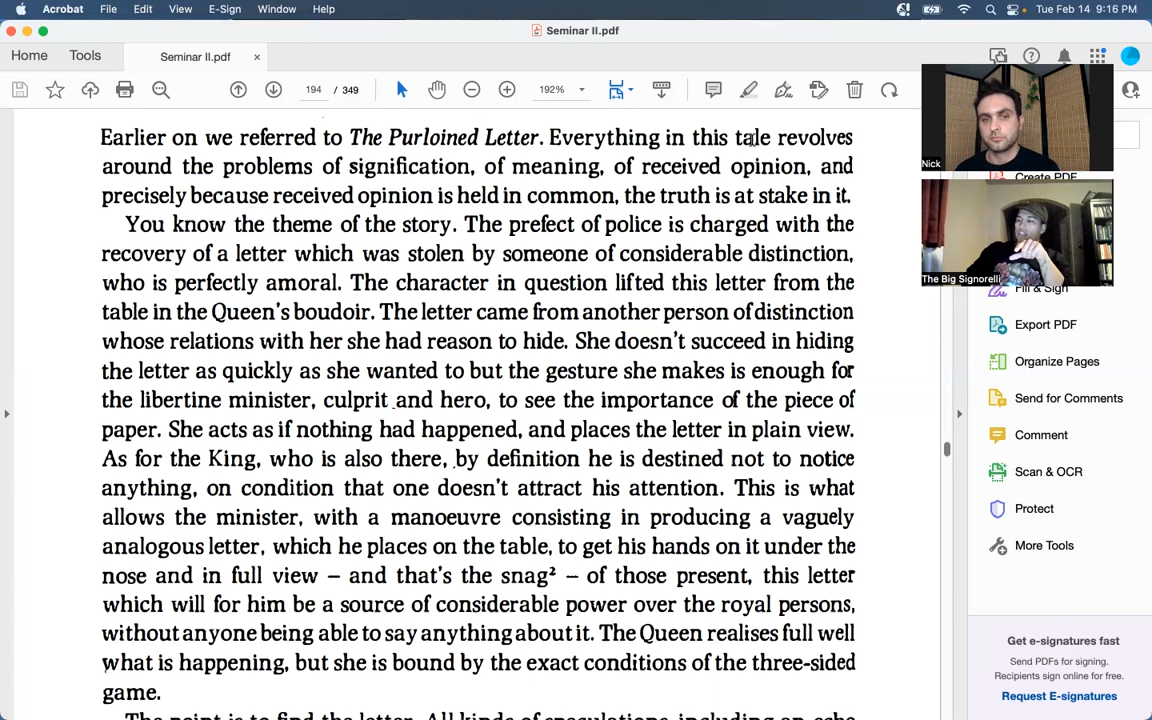 Acrobat File Edit View E-Sign Window Help Tue Feb 14 9:16 PM
Seminar II.pdf
Home Tools Seminar II.pdf ×
194 / 349 192%
Earlier on we referred to The Purloined Letter. Everything in this tale revolves
around the problems of signification, of meaning, of received opinion, and
precisely because received opinion is held in common, the truth is at stake in it.
You know the theme of the story. The prefect of police is charged with the
recovery of a letter which was stolen by someone of considerable distinction,
who is perfectly amoral. The character in question lifted this letter from the
table in the Queen's boudoir. The letter came from another person of distinction
whose relations with her she had reason to hide. She doesn't succeed in hiding
the letter as quickly as she wanted to but the gesture she makes is enough for
the libertine minister, culprit and hero, to see the importance of the piece of
paper. She acts as if nothing had happened, and places the letter in plain view.
As for the King, who is also there, by definition he is destined not to notice
anything, on condition that one doesn't attract his attention. This is what
allows the minister, with a manoeuvre consisting in producing a vaguely
analogous letter, which he places on the table, to get his hands on it under the
nose and in full view – and that's the snag² – of those present, this letter
which will for him be a source of considerable power over the royal persons,
without anyone being able to say anything about it. The Queen realises full well
what is happening, but she is bound by the exact conditions of the three-sided
game.
The point is to find the letter. All kinds of speculations, including an echo
Nick
The Big Signorelli
Create PDF
Fill & Sign
Export PDF
Organize Pages
Send for Comments
Comment
Scan & OCR
Protect
More Tools
Get e-signatures fast
Send PDFs for signing.
Recipients sign online for free.
Request E-signatures